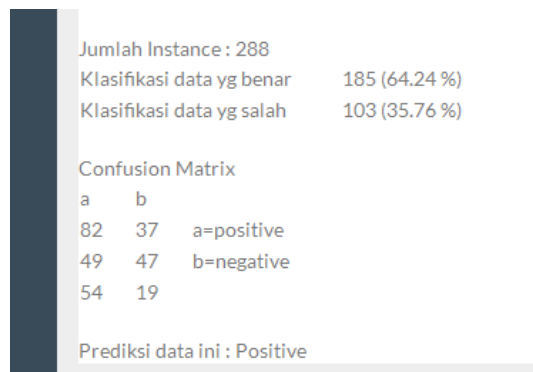 Jumlah Instance : 288
Klasifikasi data yg benar 185 (64.24 %)
Klasifikasi data yg salah 103 (35.76 %)
Confusion Matrix
a b
82 37 a=positive
49 47 b=negative
54 19
Prediksi data ini : Positive